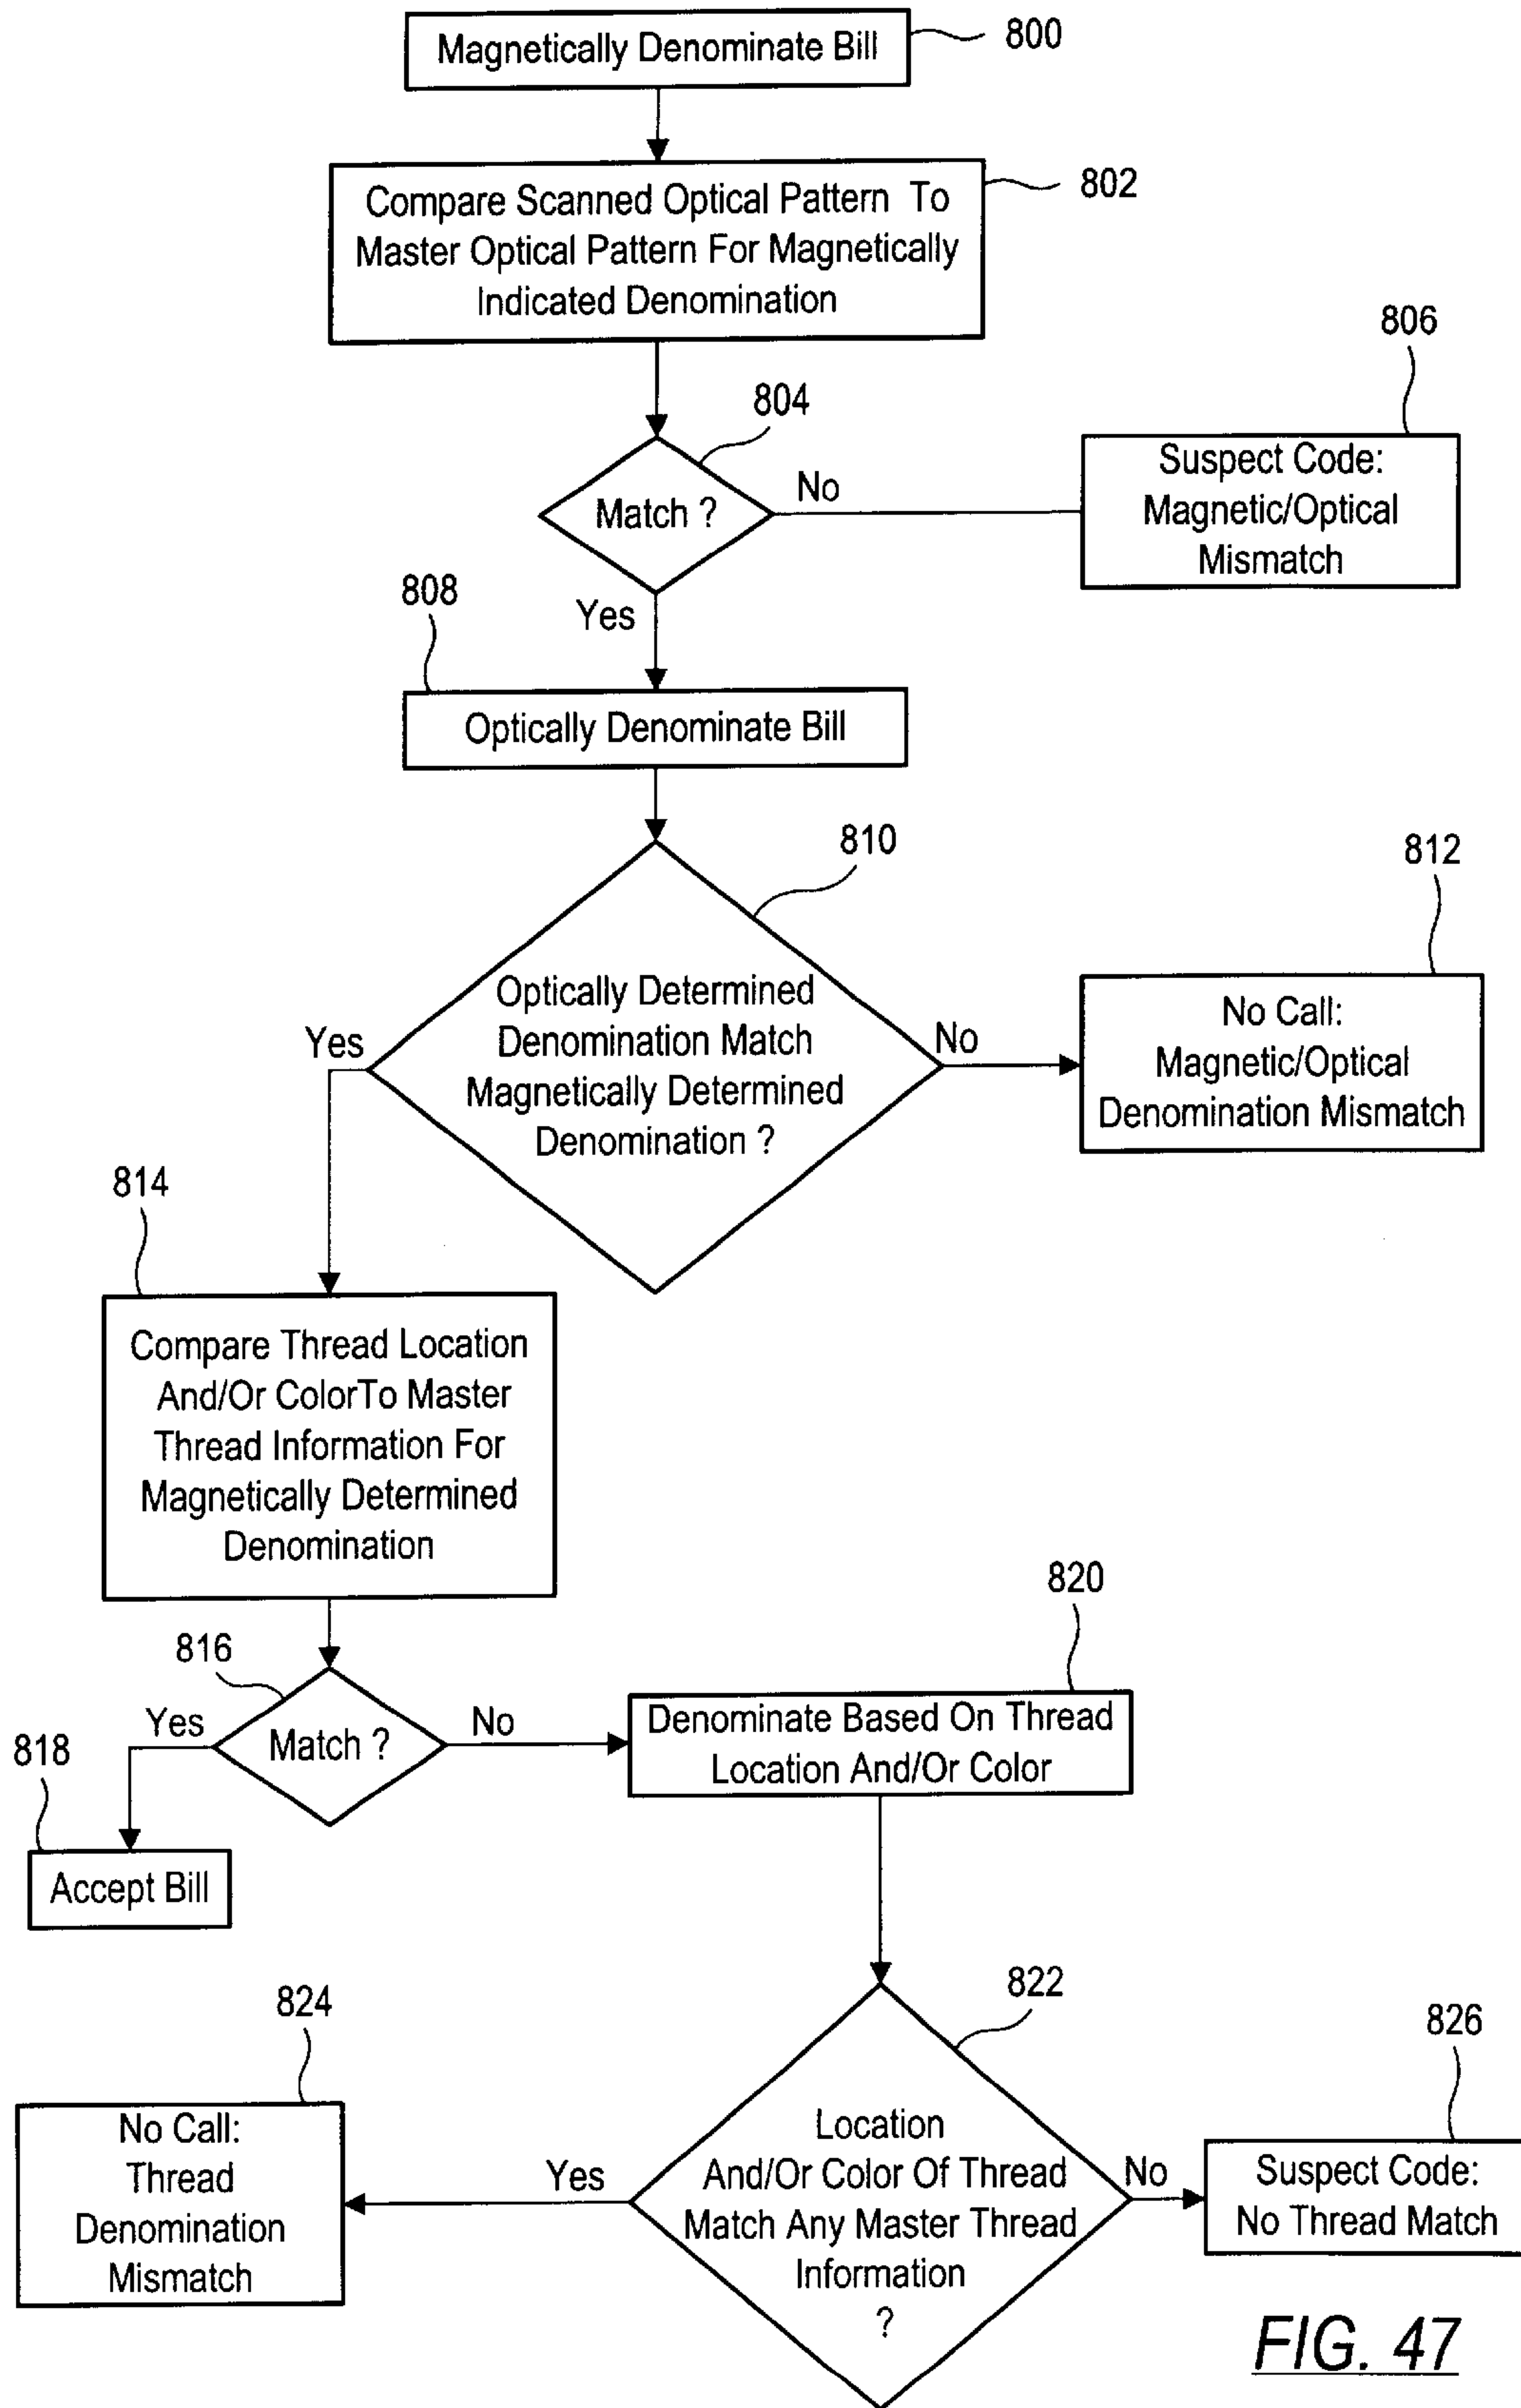 Magnetically Denominate Bill
800
Compare Scanned Optical Pattern To
Master Optical Pattern For Magnetically
Indicated Denomination
802
804
Match ?
No
806
Suspect Code:
Magnetic/Optical
Mismatch
Yes
808
Optically Denominate Bill
810
Optically Determined
Denomination Match
Magnetically Determined
Denomination ?
Yes
No
812
No Call:
Magnetic/Optical
Denomination Mismatch
814
Compare Thread Location
And/Or ColorTo Master
Thread Information For
Magnetically Determined
Denomination
816
Match ?
Yes
818
Accept Bill
No
820
Denominate Based On Thread
Location And/Or Color
822
Location
And/Or Color Of Thread
Match Any Master Thread
Information
?
Yes
824
No Call:
Thread
Denomination
Mismatch
No
826
Suspect Code:
No Thread Match
FIG. 47